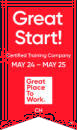 Great
Start!
Certified Training Company
MAY 24 – MAY 25
Great
Place
To
Work.
CH